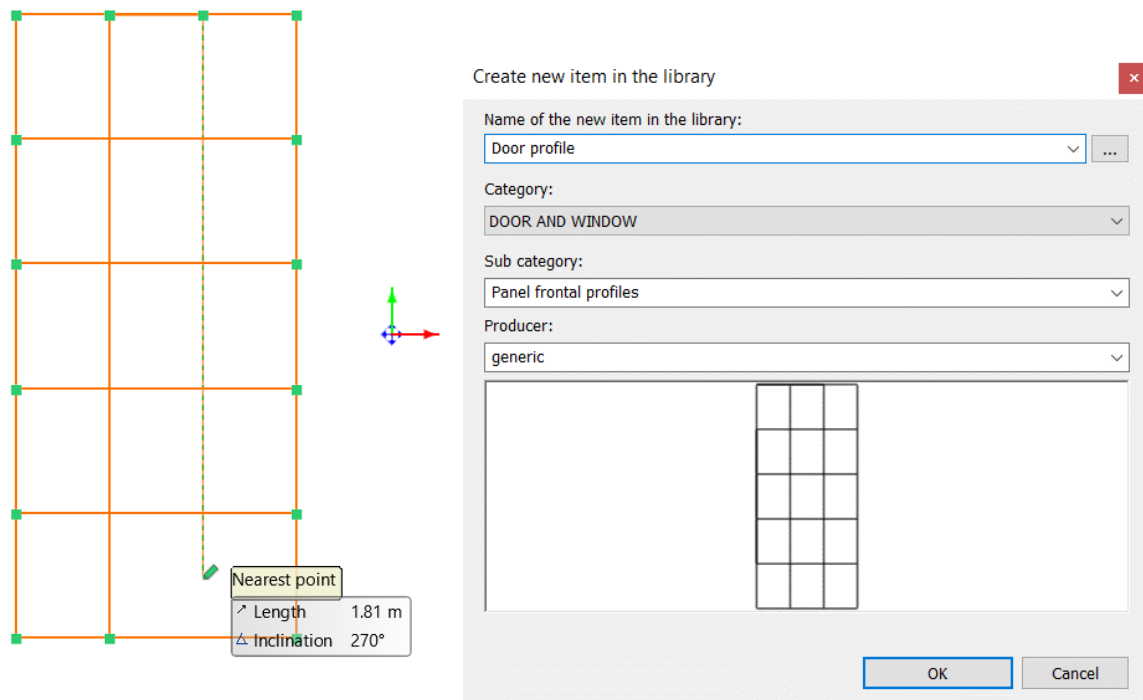 Nearest point
Length 1.81 m
Inclination 270°
Create new item in the library
Name of the new item in the library:
Door profile
...
Category:
DOOR AND WINDOW
Sub category:
Panel frontal profiles
Producer:
generic
OK
Cancel